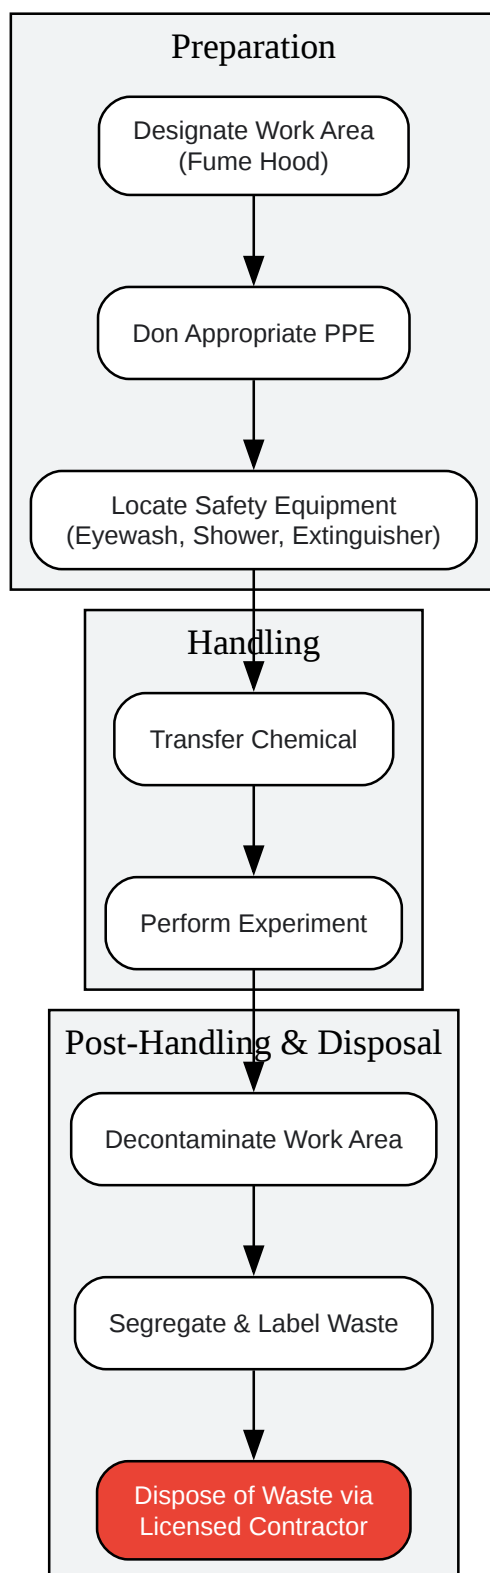 Preparation
Designate Work Area
(Fume Hood)
Don Appropriate PPE
Locate Safety Equipment
(Eyewash, Shower, Extinguisher)
Handling
Transfer Chemical
Perform Experiment
Post-Handling & Disposal
Decontaminate Work Area
Segregate & Label Waste
Dispose of Waste via
Licensed Contractor